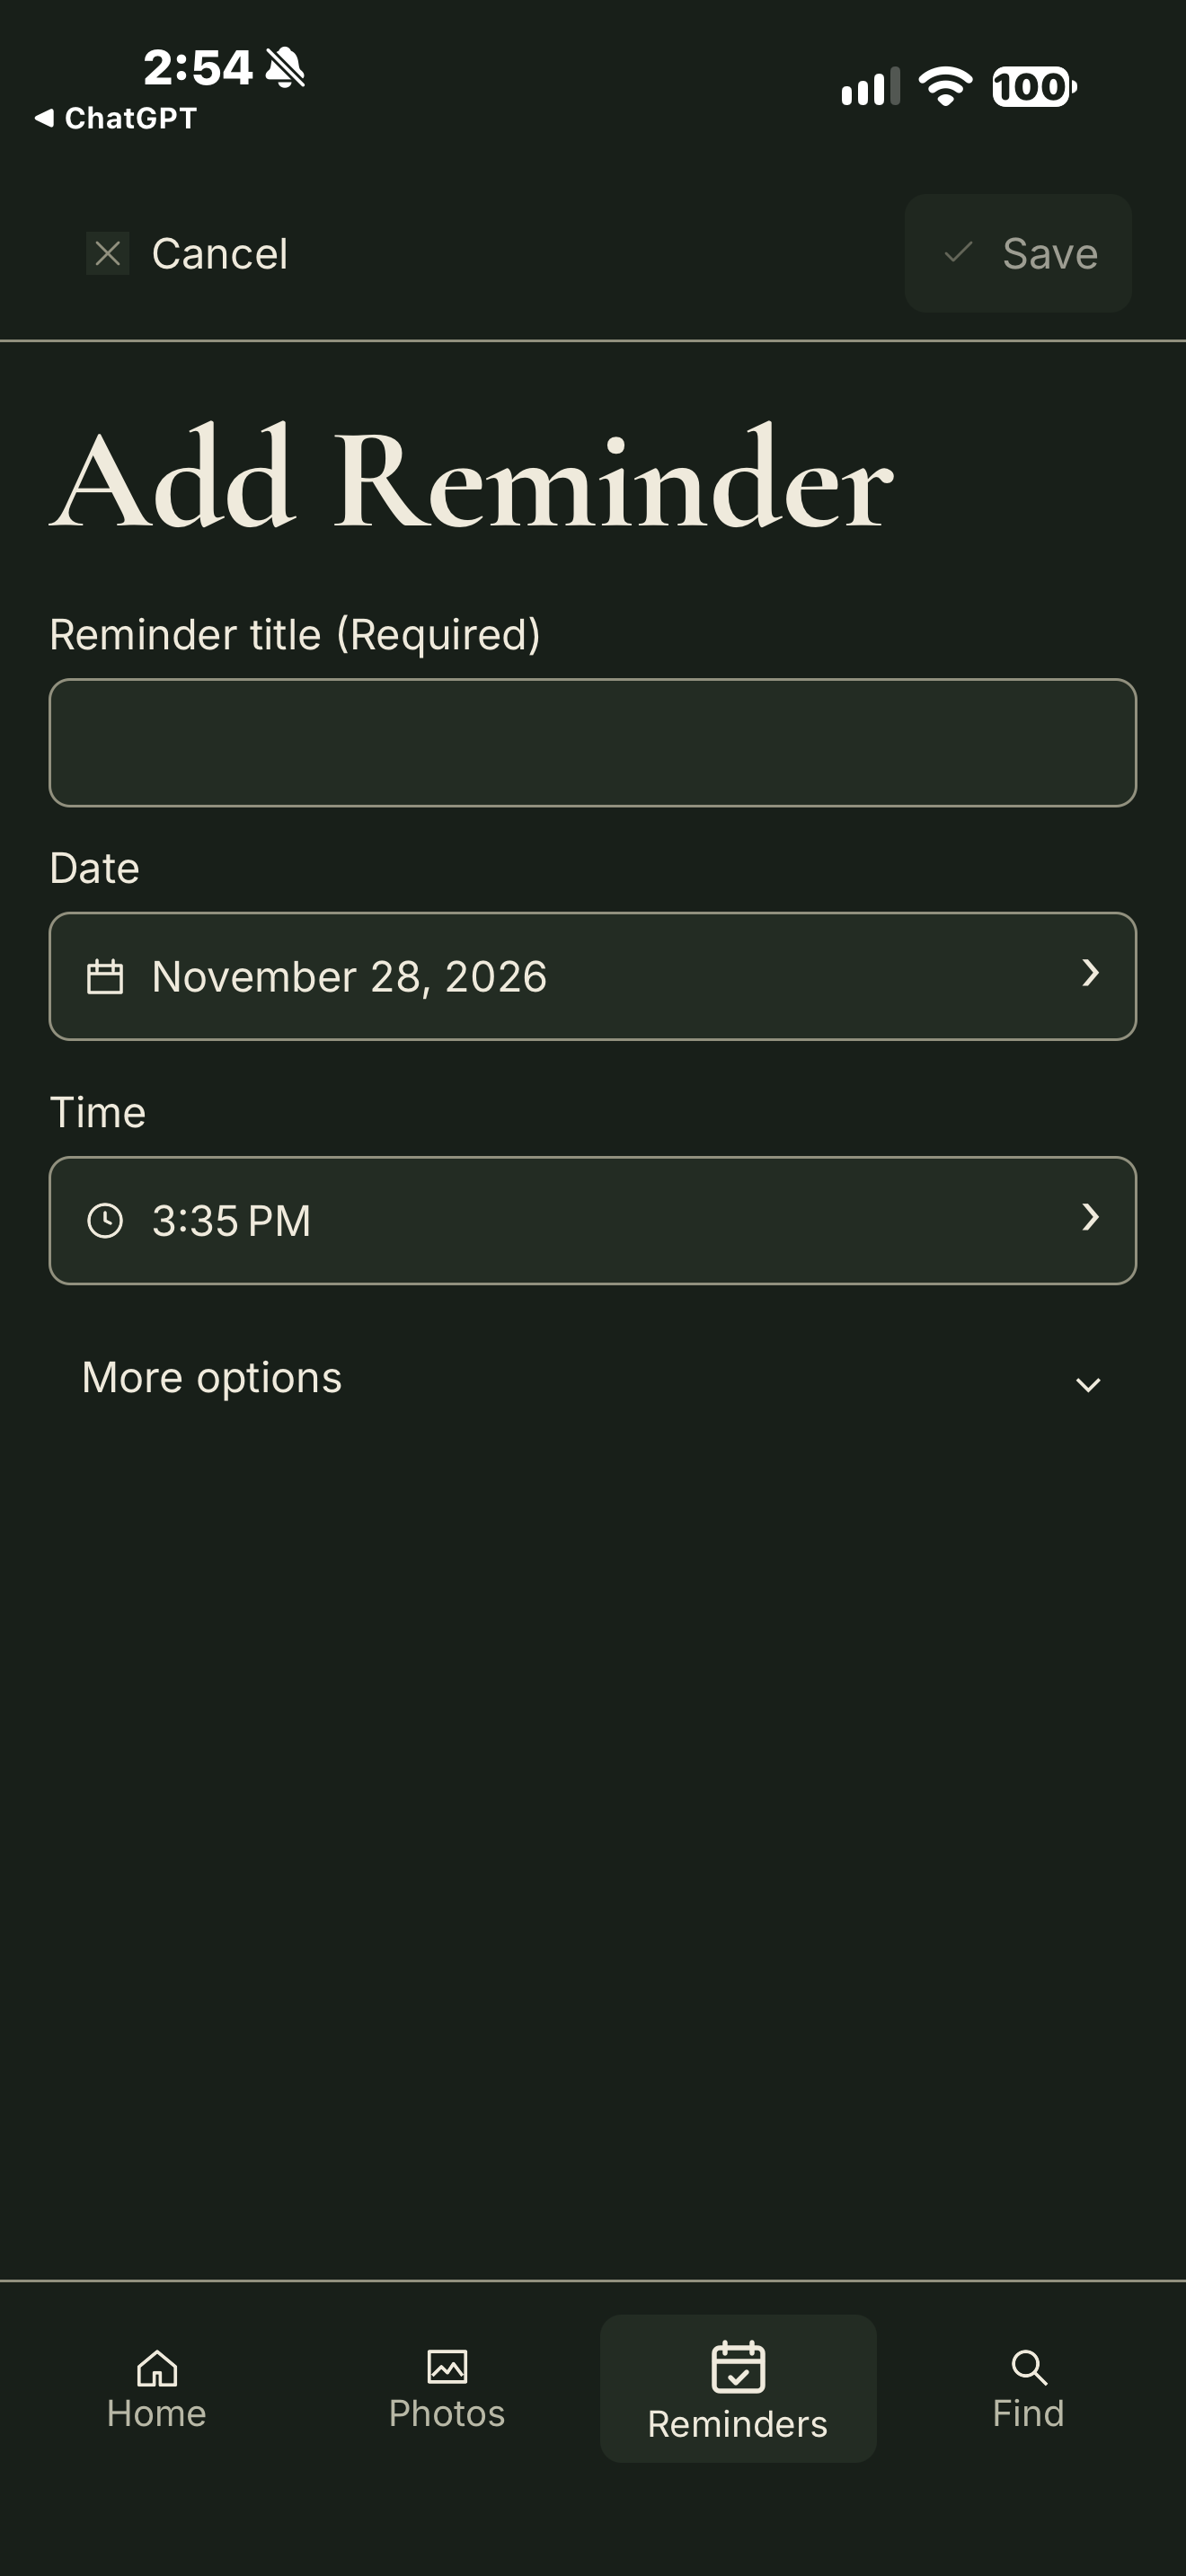 2:54
100
ChatGPT
Cancel
Save
Add Reminder
Reminder title (Required)
Date
November 28, 2026
Time
3:35 PM
More options
Home
Photos
Reminders
Find